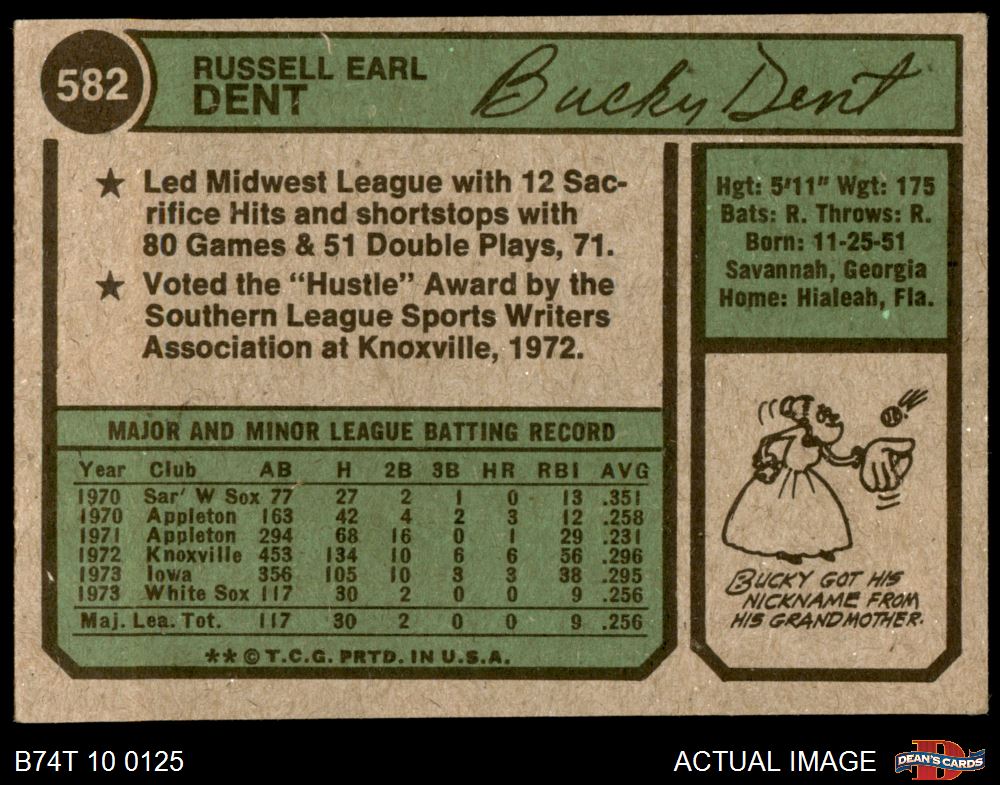 582
RUSSELL EARL
DENT
Bucky Dent
★ Led Midwest League with 12 Sac-
rifice Hits and shortstops with
80 Games & 51 Double Plays, 71.
★ Voted the “Hustle” Award by the
Southern League Sports Writers
Association at Knoxville, 1972.
Hgt: 5'11" Wgt: 175
Bats: R. Throws: R.
Born: 11-25-51
Savannah, Georgia
Home: Hialeah, Fla.
MAJOR AND MINOR LEAGUE BATTING RECORD
Year Club AB H 2B 3B HR RBI AVG
1970 Sar' W Sox 77 27 2 1 0 13 .351
1970 Appleton 163 42 4 2 3 12 .258
1971 Appleton 294 68 16 0 1 29 .231
1972 Knoxville 453 134 10 6 6 56 .296
1973 Iowa 356 105 10 3 3 38 .295
1973 White Sox 117 30 2 0 0 9 .256
Maj. Lea. Tot. 117 30 2 0 0 9 .256
** © T.C.G. PRTD. IN U.S.A.
BUCKY GOT HIS
NICKNAME FROM
HIS GRANDMOTHER.
B74T 10 0125
ACTUAL IMAGE
D
DEAN'S CARDS